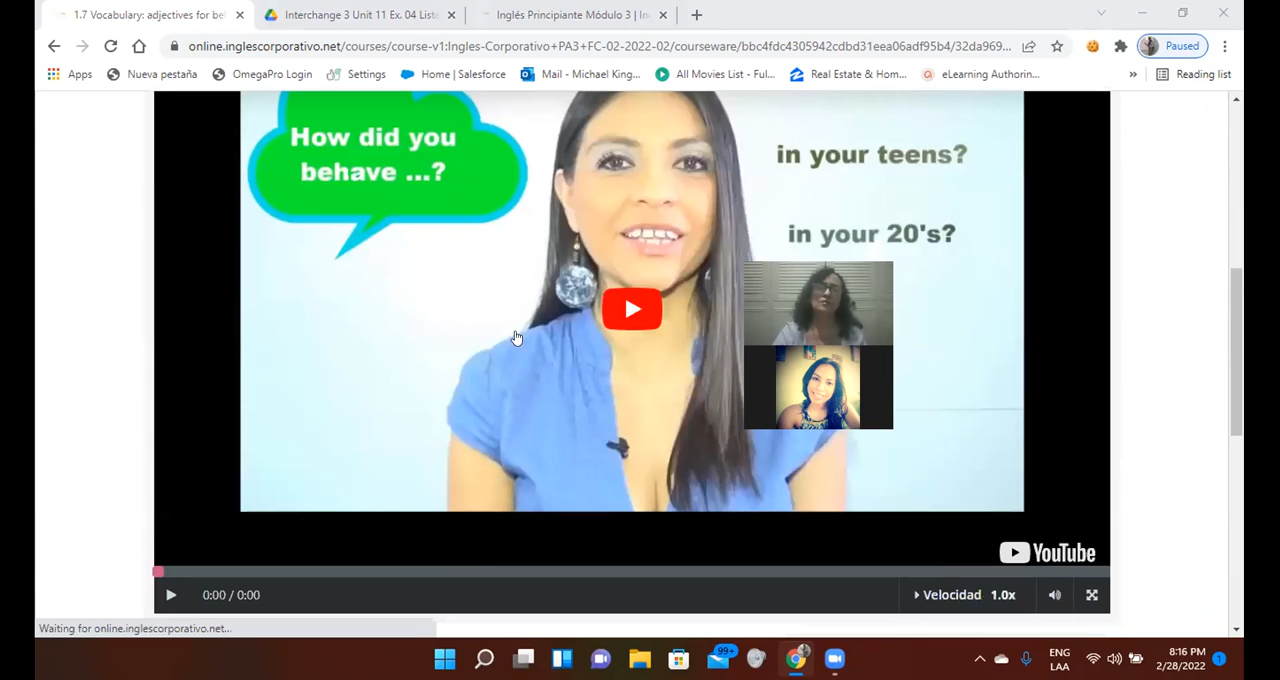 1.7 Vocabulary: adjectives for be
Interchange 3 Unit 11 Ex. 04 Liste
Inglés Principiante Módulo 3 | In
online.inglescorporativo.net/courses/course-v1:Ingles-Corporativo+PA3+FC-02-2022-02/courseware/bbc4fdc4305942cdbd31eea06adf95b4/32da969...
Paused
Apps
Nueva pestaña
OmegaPro Login
Settings
Home | Salesforce
Mail - Michael King...
All Movies List - Ful...
Real Estate & Hom...
eLearning Authorin...
»
Reading list
How did you
behave ...?
in your teens?
in your 20's?
YouTube
0:00 / 0:00
Velocidad 1.0x
Waiting for online.inglescorporativo.net...
99+
ENG
LAA
8:16 PM
2/28/2022
1